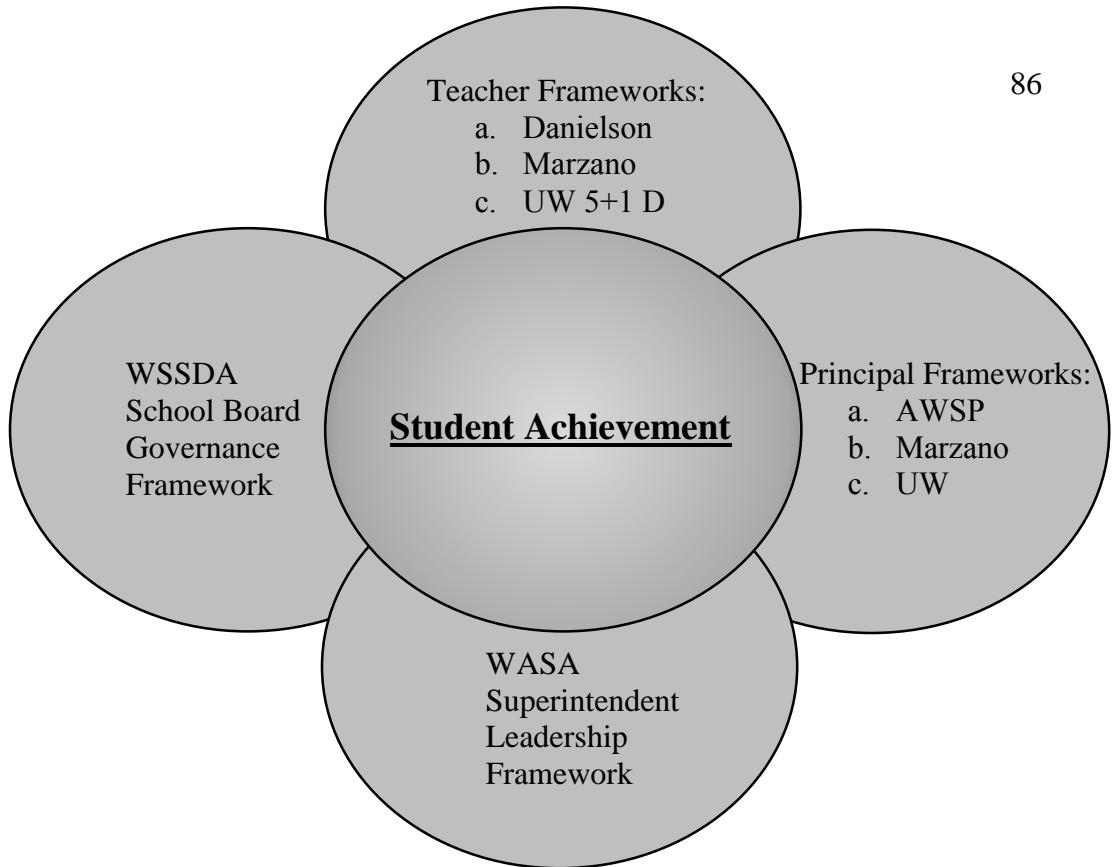 86
Teacher Frameworks:
a. Danielson
b. Marzano
c. UW 5+1 D
WSSDA
School Board
Governance
Framework
Student Achievement
Principal Frameworks:
a. AWSP
b. Marzano
c. UW
WASA
Superintendent
Leadership
Framework